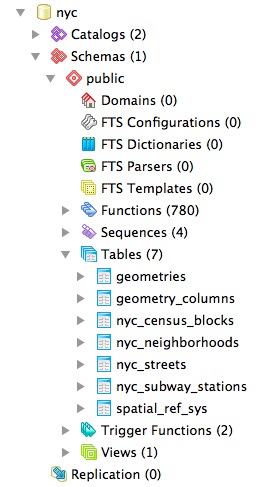 nyc
Catalogs (2)
Schemas (1)
public
Domains (0)
FTS Configurations (0)
FTS Dictionaries (0)
FTS Parsers (0)
FTS Templates (0)
Functions (780)
Sequences (4)
Tables (7)
geometries
geometry_columns
nyc_census_blocks
nyc_neighborhoods
nyc_streets
nyc_subway_stations
spatial_ref_sys
Trigger Functions (2)
Views (1)
Replication (0)